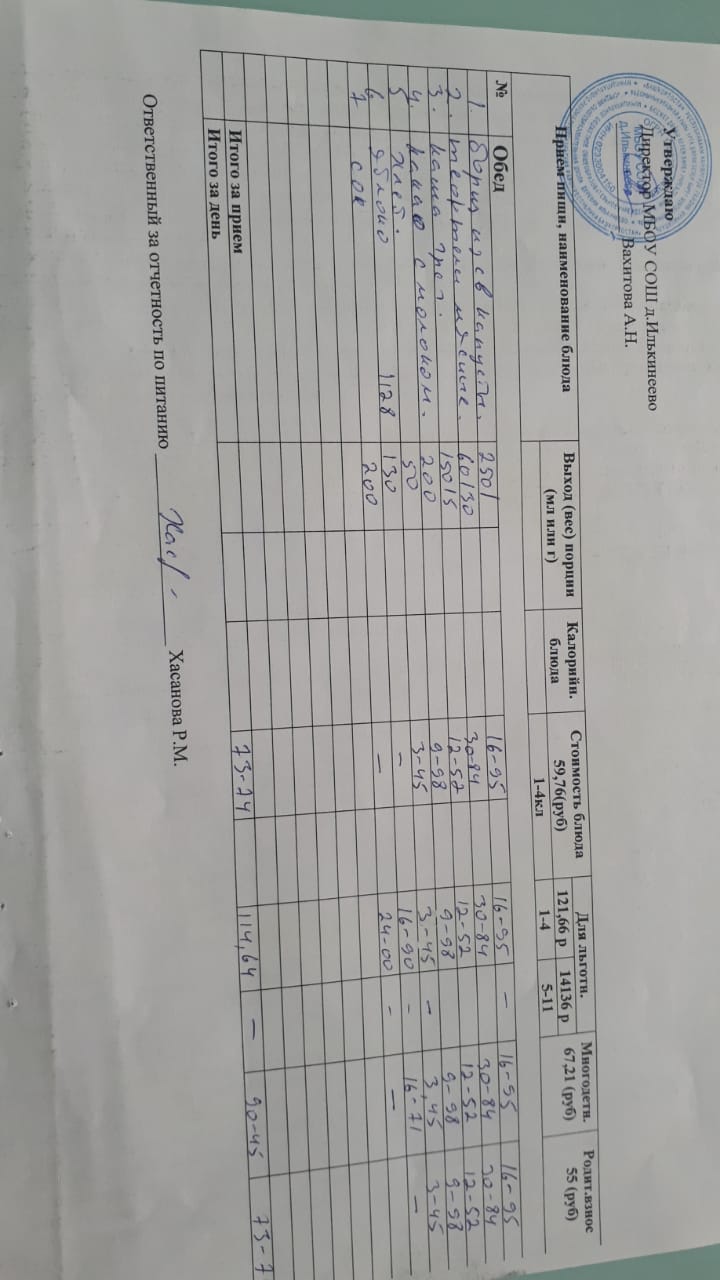 Утверждаю
Директор МБОУ СОШ д.Илькинеево
Вахитова А.Н.
Прием пищи, наименование блюда
Выход (вес) порции (мл или г)
Калорийн. блюда
Стоимость блюда 59,76(руб) 1-4кл
Для льготн.
121,66 р 1-4
14136 р 5-11
Многодетн. 67,21 (руб)
Родит.взнос 55 (руб)
№ Обед
1. борщ из св капусты. 250/ 16-95 16-95 — 16-95 16-95
2. тефтели мясные. 60/30 30-84 30-84 30-84 30-84
3. каша греч. 150/5 12-52 12-52 12-52 12-52
4. какао с молоком. 200 9-98 9-98 9-98 9-98
5 хлеб. 50 3-45 3-45 — 3,45 3-45
6 яблоко 1/28 130 — 16-90 - 16-71 —
7 сок 200 — 24-00 - —
Итого за прием 73-74 114,64 — 90-45 73-7
Итого за день
Ответственный за отчетность по питанию Хасанова Р.М.